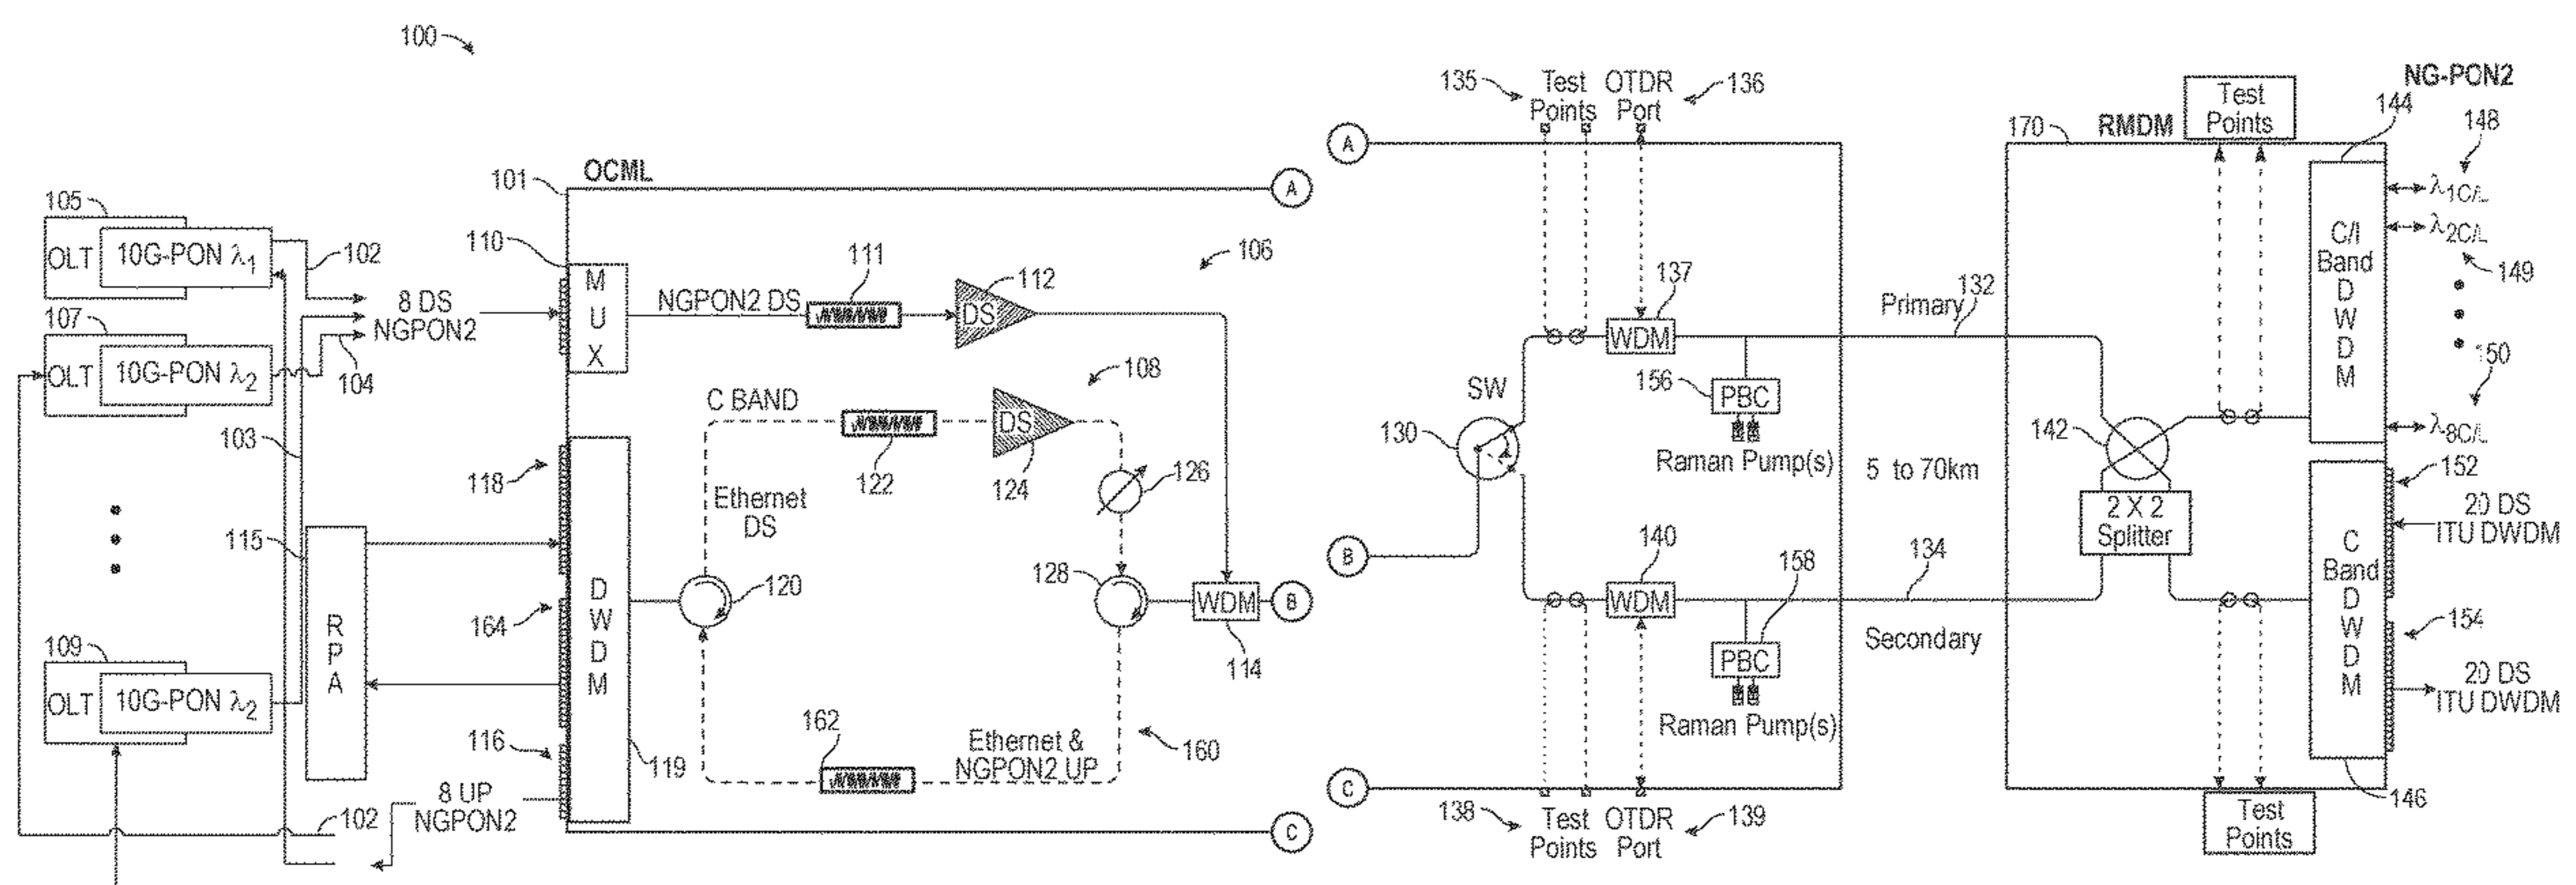 100
OCML
101
105
OLT
10G-PON λ1
102
110
M
U
X
8 DS
NGPON2
NGPON2 DS
111
112
DS
106
A
107
OLT
10G-PON λ2
104
103
C BAND
122
DS
124
108
126
118
Ethernet
DS
115
R
P
A
164
D
W
D
M
119
120
128
WDM
114
B
109
OLT
10G-PON λ2
116
8 UP
NGPON2
102
162
Ethernet &
NGPON2 UP
160
C
A
135
Test
Points
OTDR
Port
136
137
WDM
SW
130
156
PBC
Raman Pump(s)
B
140
WDM
158
PBC
Raman Pump(s)
C
138
Test
Points
OTDR
Port
139
Primary
132
5 to 70km
134
Secondary
170
RMDM
Test
Points
NG-PON2
144
148
λ1C/L
λ2C/L
149
150
λ8C/L
C/I
Band
D
W
D
M
142
2 X 2
Splitter
C
Band
D
W
D
M
152
20 DS
ITU DWDM
154
20 DS
ITU DWDM
146
Test
Points